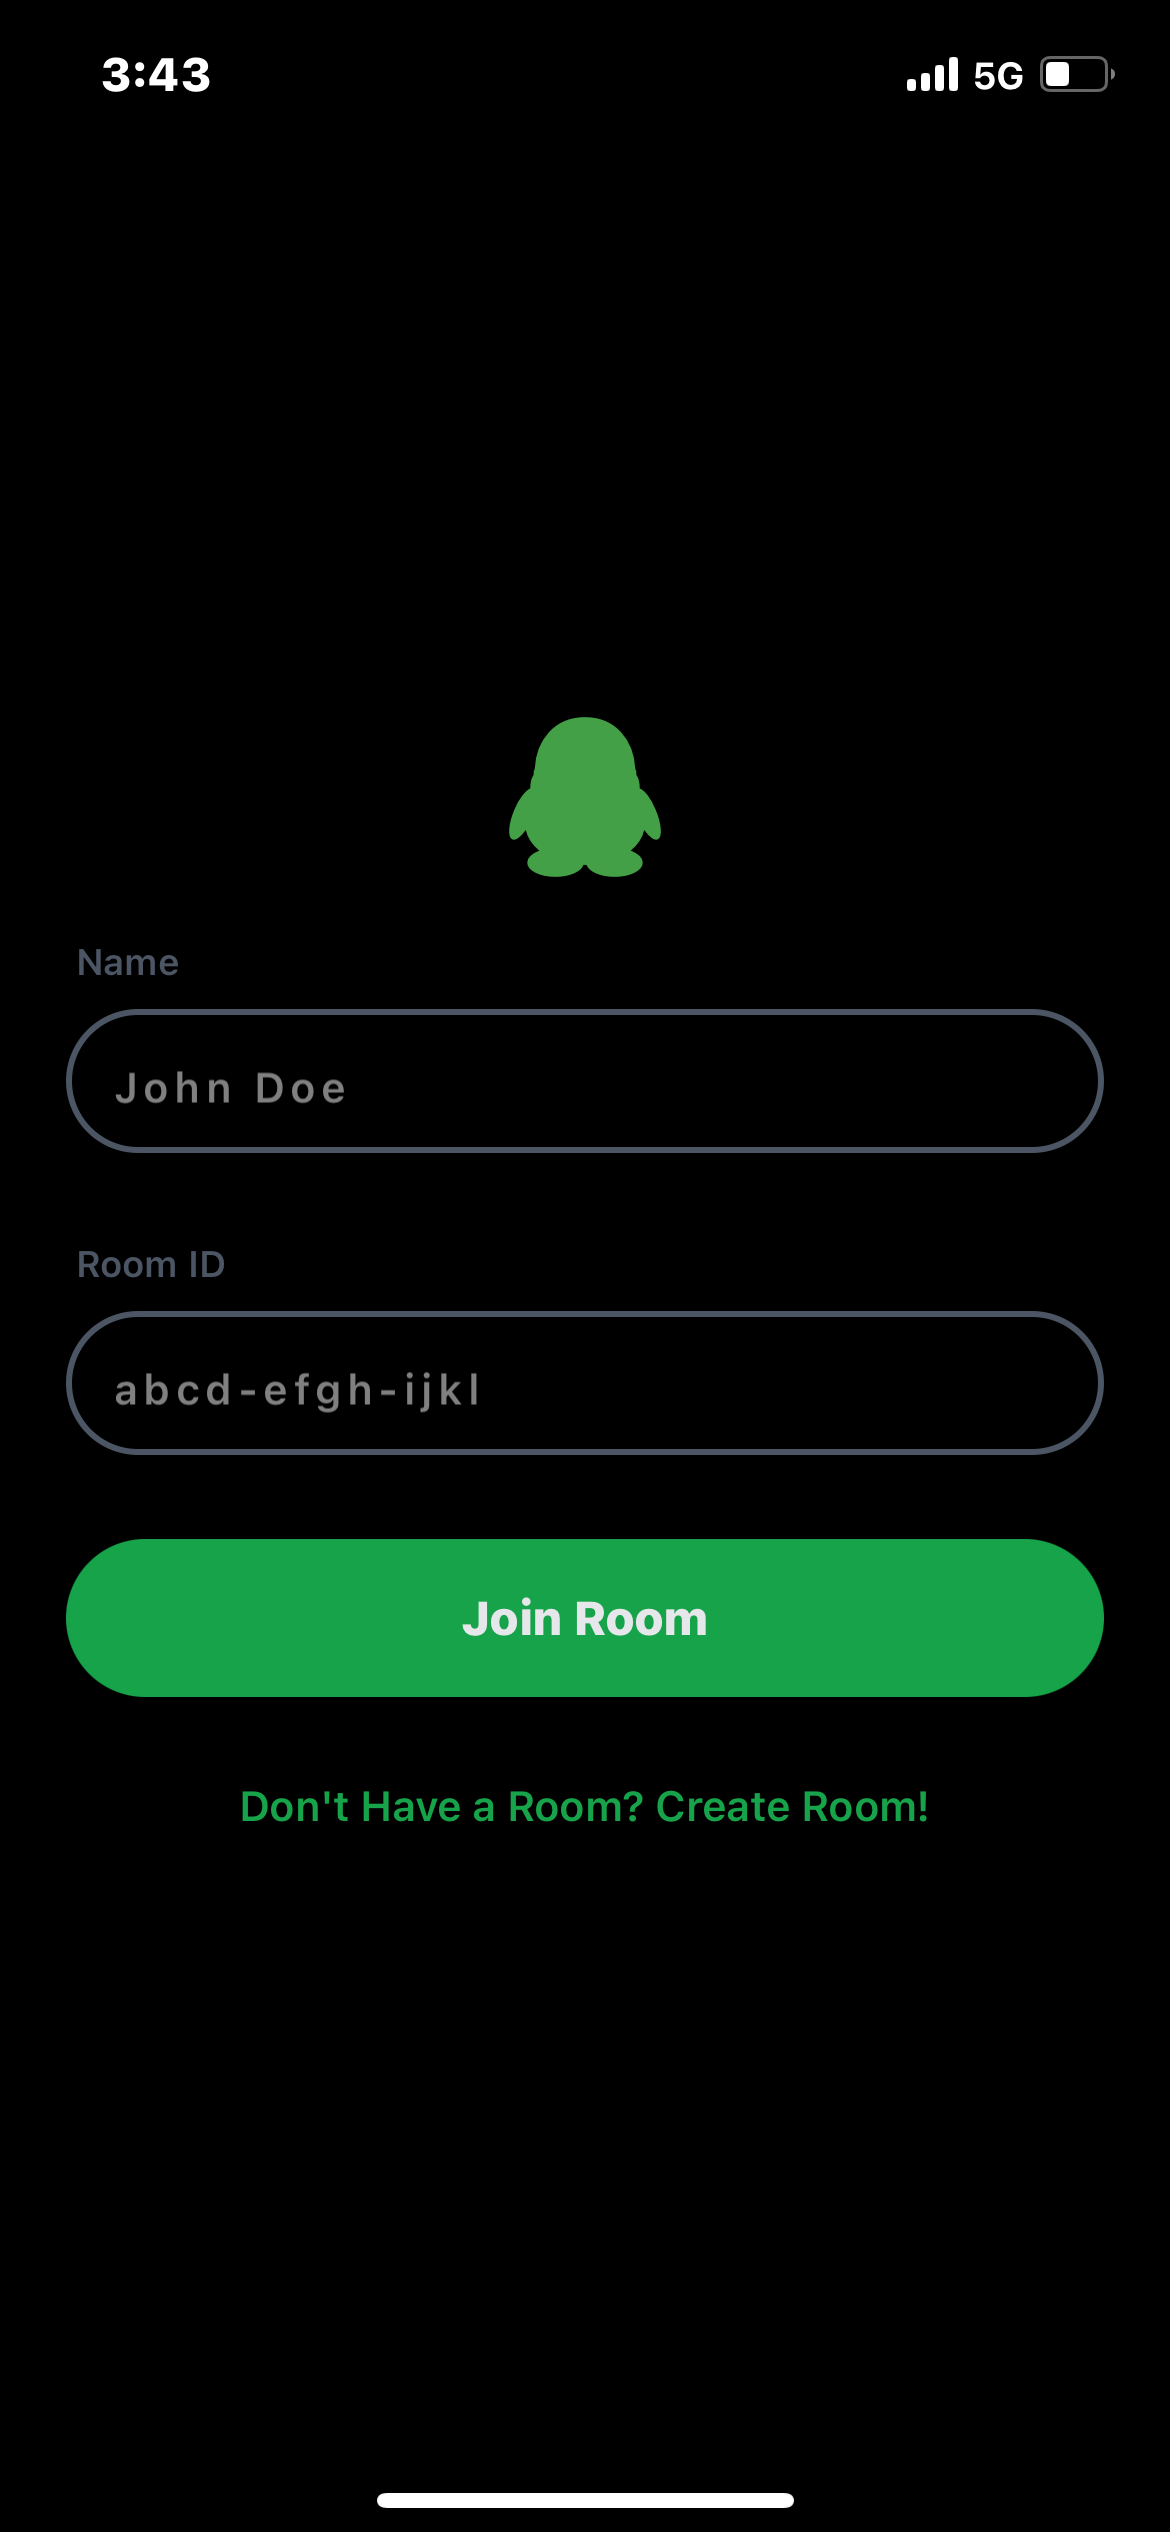 3:43 5G
Name
John Doe
Room ID
abcd-efgh-ijkl
Join Room
Don't Have a Room? Create Room!